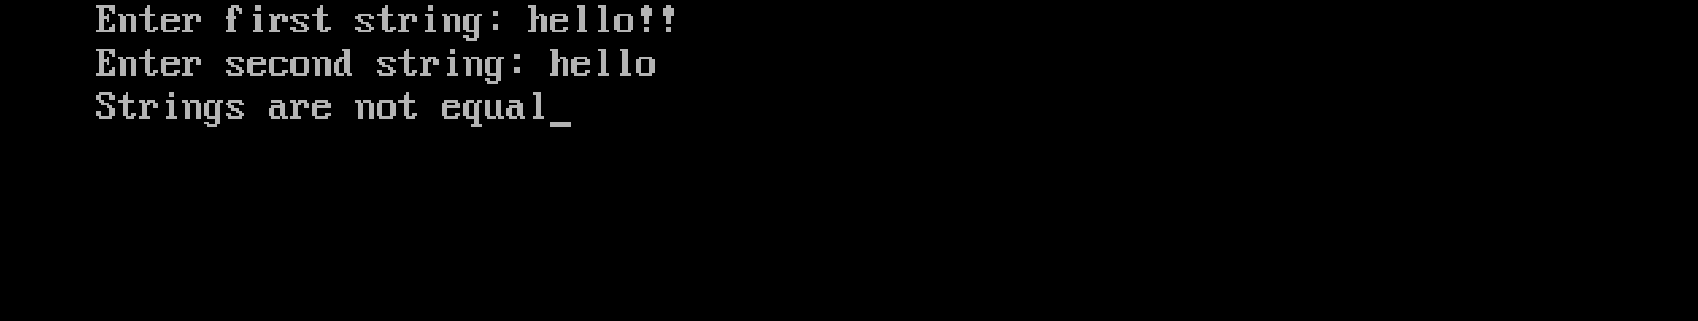 Enter first string: hello!!
Enter second string: hello
Strings are not equal_